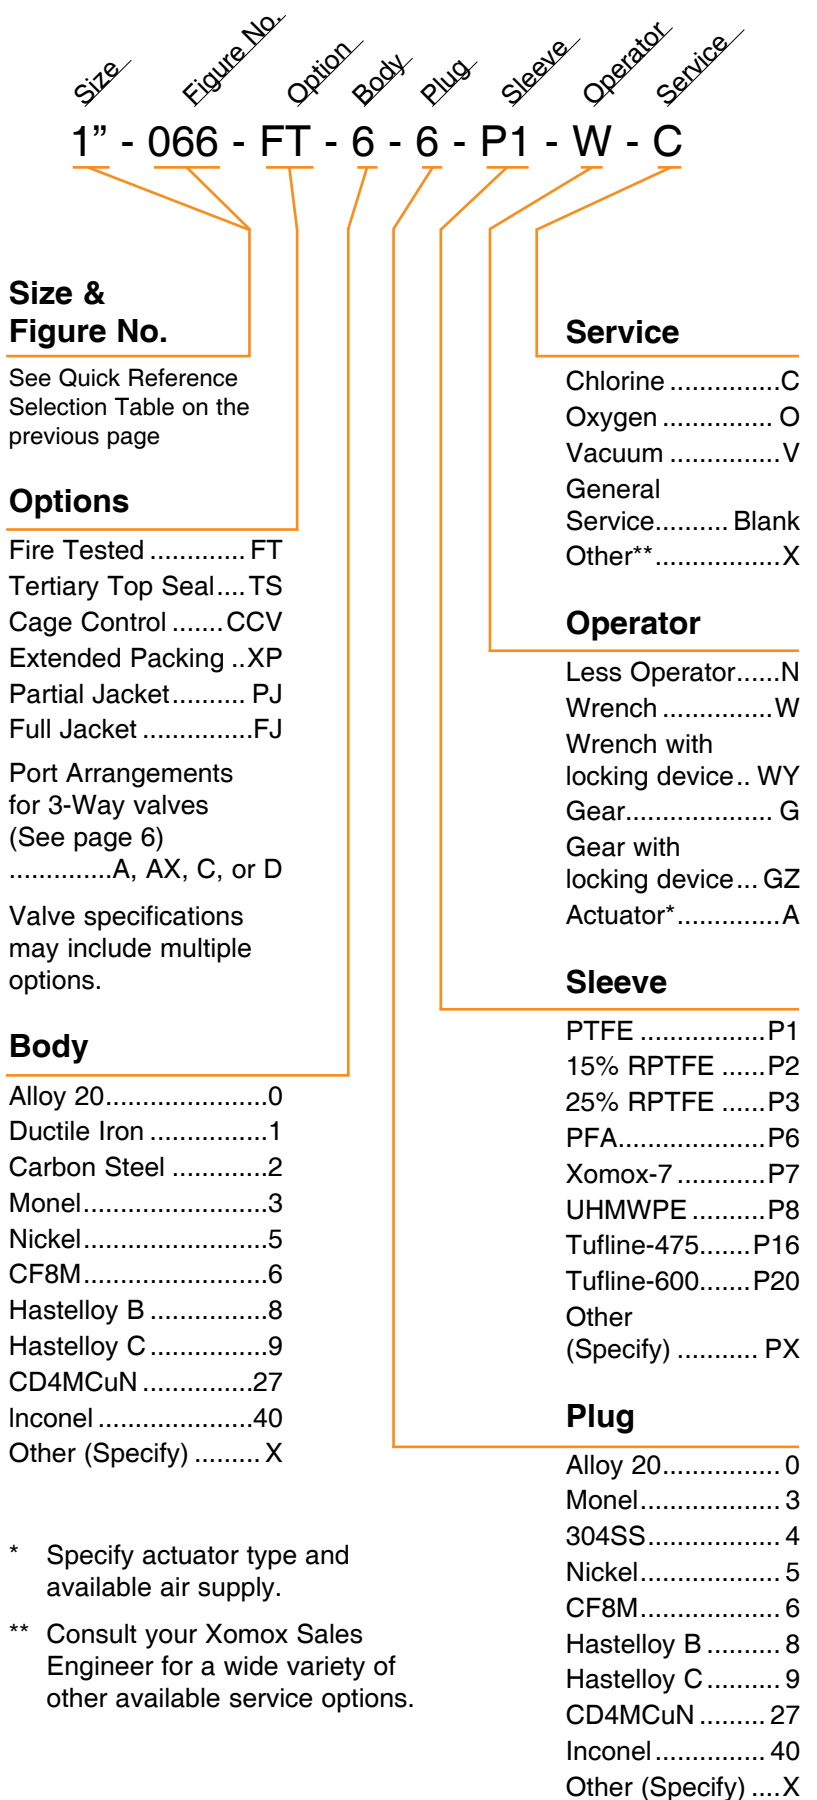 Size Figure No. Option Body Plug Sleeve Operator Service
1” - 066 - FT - 6 - 6 - P1 - W - C
Size &
Figure No.
See Quick Reference
Selection Table on the
previous page
Options
Fire Tested ............. FT
Tertiary Top Seal....TS
Cage Control .......CCV
Extended Packing ..XP
Partial Jacket.......... PJ
Full Jacket ...............FJ
Port Arrangements
for 3-Way valves
(See page 6)
..............A, AX, C, or D
Valve specifications
may include multiple
options.
Body
Alloy 20......................0
Ductile Iron ................1
Carbon Steel .............2
Monel.........................3
Nickel.........................5
CF8M.........................6
Hastelloy B ................8
Hastelloy C................9
CD4MCuN ...............27
Inconel .....................40
Other (Specify) ......... X
* Specify actuator type and
available air supply.
** Consult your Xomox Sales
Engineer for a wide variety of
other available service options.
Service
Chlorine ...............C
Oxygen ............... O
Vacuum ...............V
General
Service.......... Blank
Other**.................X
Operator
Less Operator......N
Wrench ...............W
Wrench with
locking device.. WY
Gear.................... G
Gear with
locking device... GZ
Actuator*..............A
Sleeve
PTFE .................P1
15% RPTFE ......P2
25% RPTFE ......P3
PFA....................P6
Xomox-7 ............P7
UHMWPE ..........P8
Tufline-475.......P16
Tufline-600.......P20
Other
(Specify) ........... PX
Plug
Alloy 20................ 0
Monel................... 3
304SS.................. 4
Nickel................... 5
CF8M................... 6
Hastelloy B .......... 8
Hastelloy C .......... 9
CD4MCuN ......... 27
Inconel ............... 40
Other (Specify) ....X